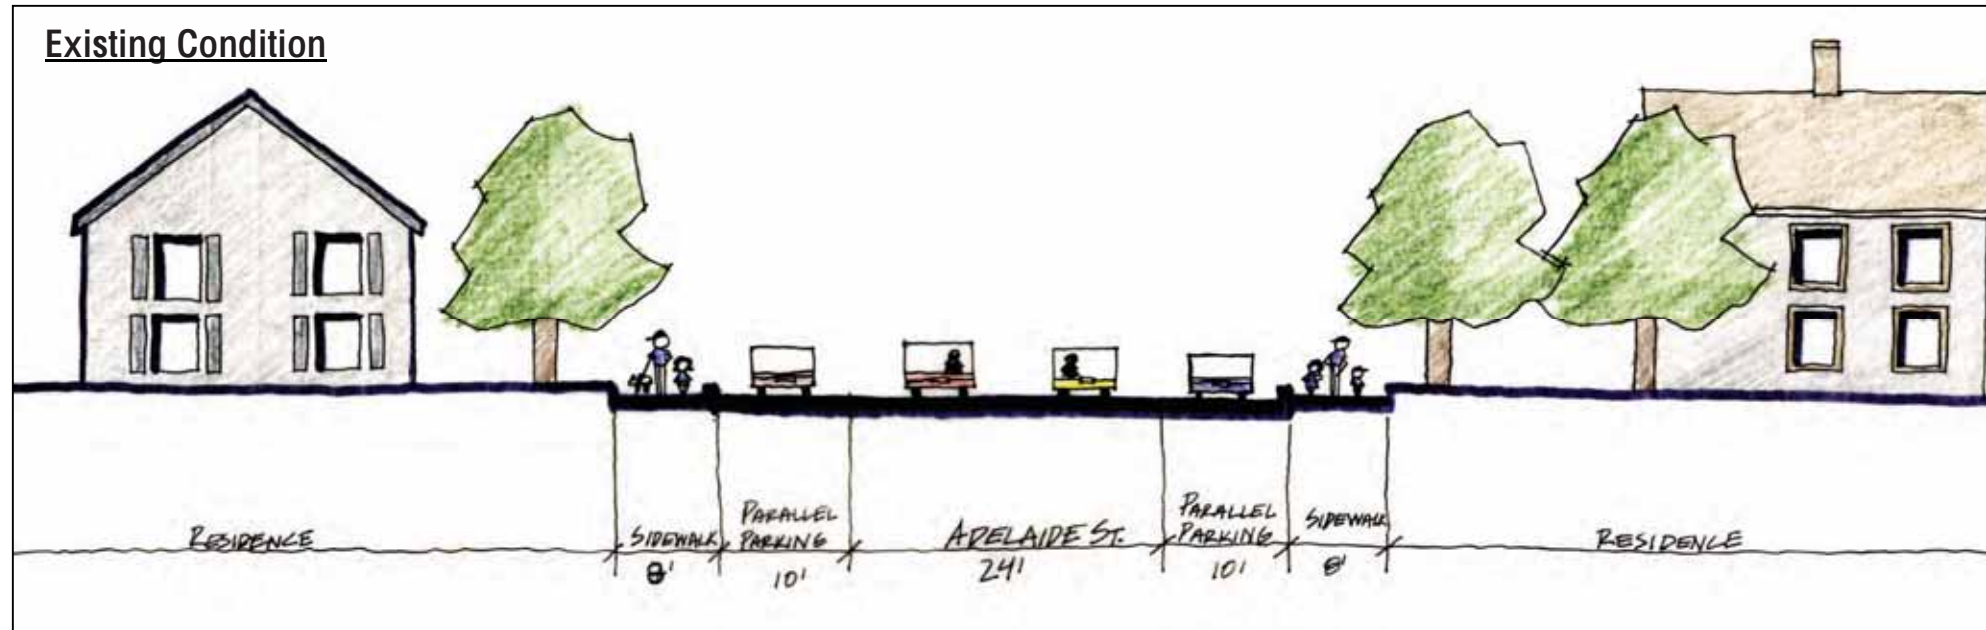 Existing Condition
RESIDENCE
SIDEWALK
8'
PARALLEL
PARKING
10'
ADELAIDE ST.
24'
PARALLEL
PARKING
10'
SIDEWALK
8'
RESIDENCE